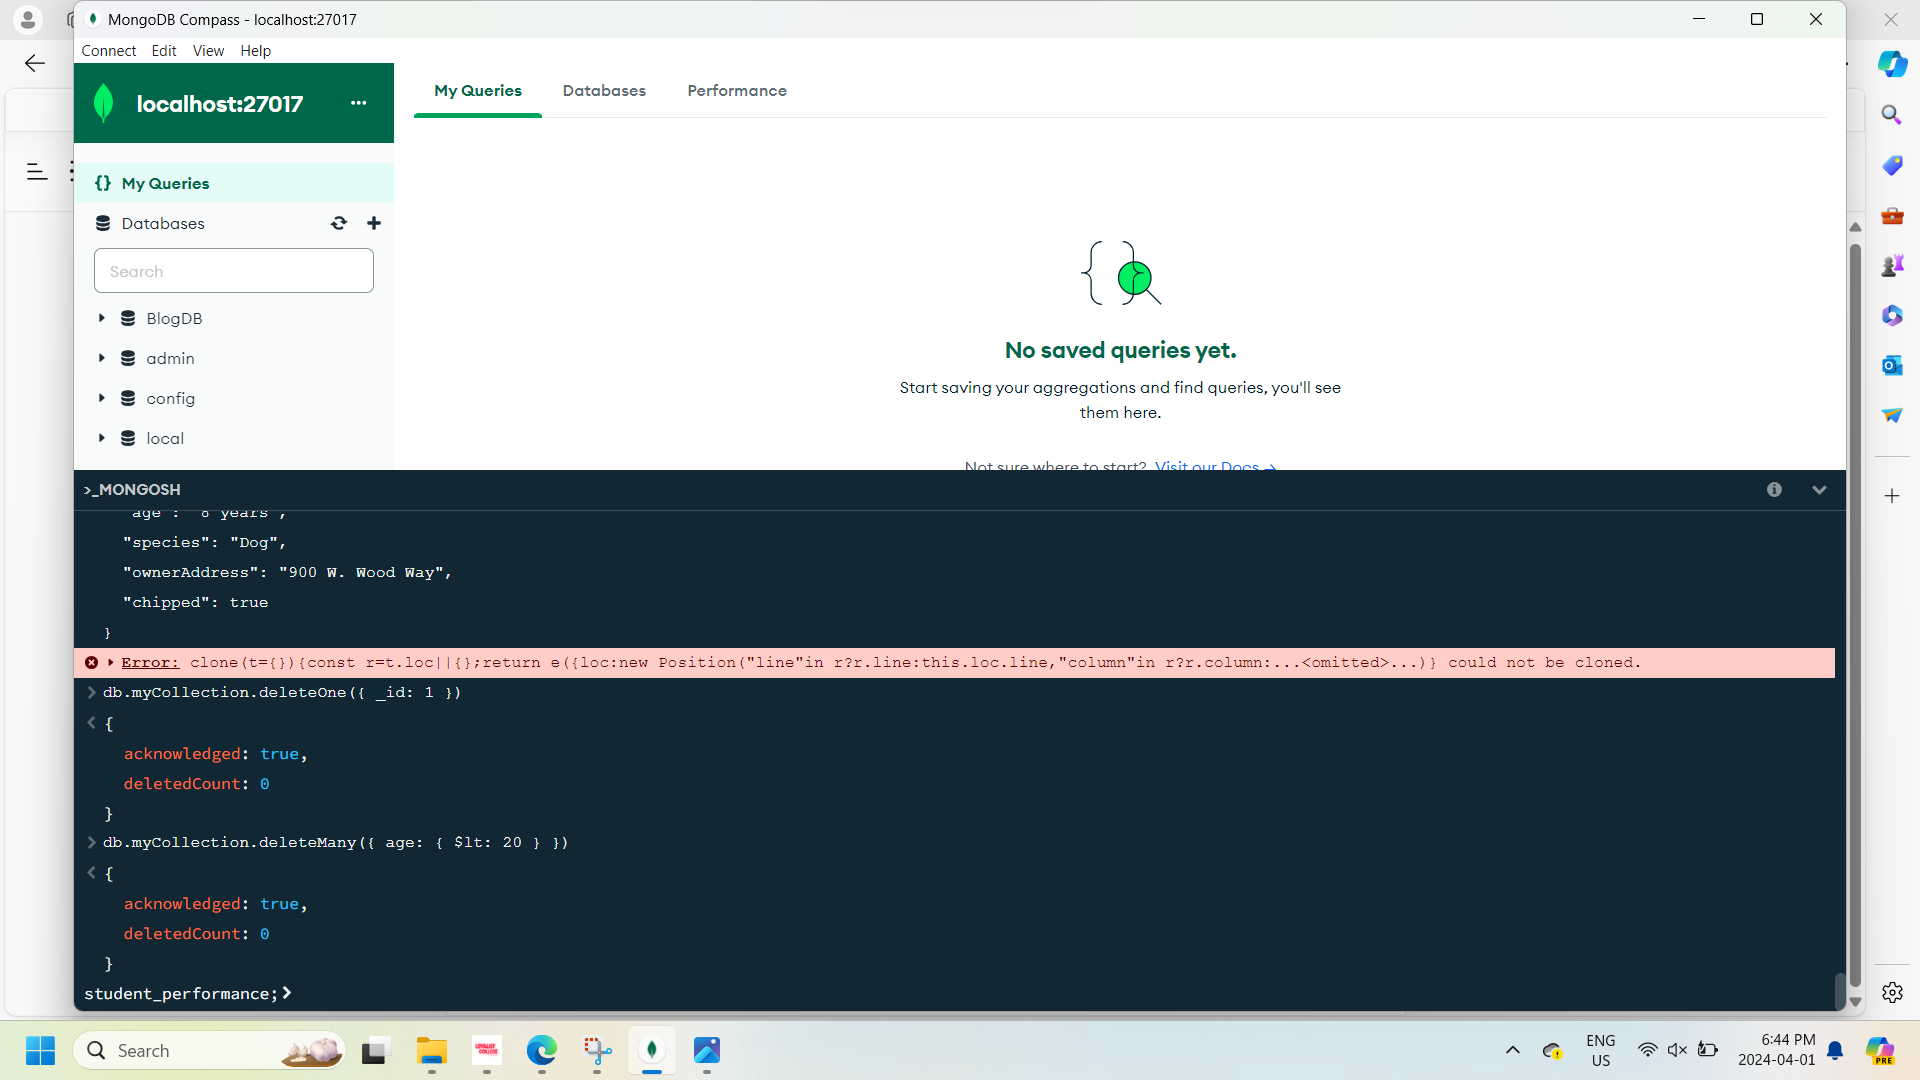 MongoDB Compass - localhost:27017
Connect Edit View Help
localhost:27017 ...
My Queries Databases Performance
{} My Queries
Databases
Search
BlogDB
admin
config
local
No saved queries yet.
Start saving your aggregations and find queries, you'll see
them here.
Not sure where to start? Visit our Docs →
>_MONGOSH
"age": "8 years",
"species": "Dog",
"ownerAddress": "900 W. Wood Way",
"chipped": true
}
Error: clone(t={}){const r=t.loc||{};return e({loc:new Position("line"in r?r.line:this.loc.line,"column"in r?r.column:...<omitted>...)} could not be cloned.
> db.myCollection.deleteOne({ _id: 1 })
< {
acknowledged: true,
deletedCount: 0
}
> db.myCollection.deleteMany({ age: { $lt: 20 } })
< {
acknowledged: true,
deletedCount: 0
}
student_performance;>
Search
LOYALIST
COLLEGE
ENG
US
6:44 PM
2024-04-01
PRE